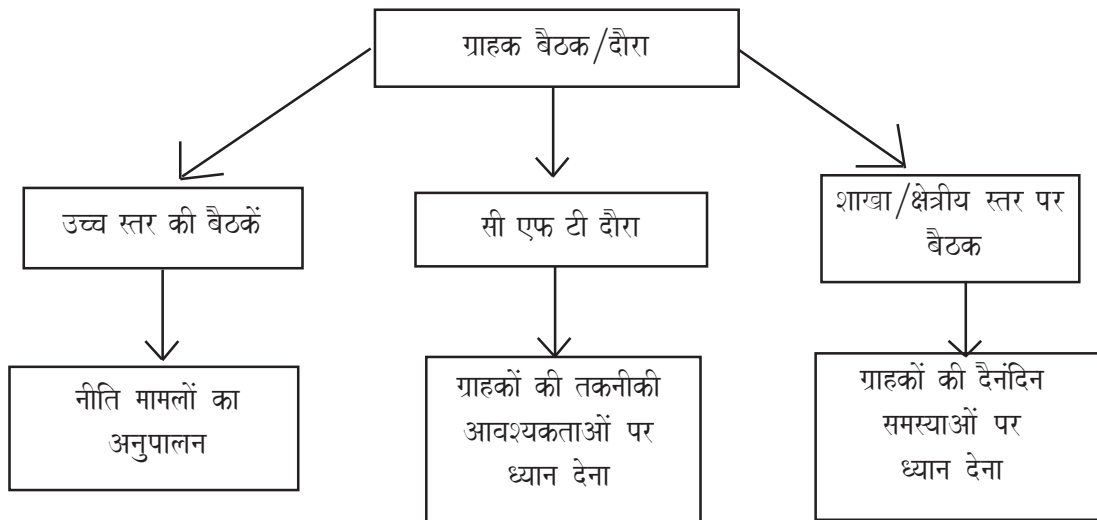 ग्राहक बैठक/दौरा
उच्च स्तर की बैठकें
सी एफ टी दौरा
शाखा/क्षेत्रीय स्तर पर
बैठक
नीति मामलों का
अनुपालन
ग्राहकों की तकनीकी
आवश्यकताओं पर
ध्यान देना
ग्राहकों की दैनंदिन
समस्याओं पर
ध्यान देना